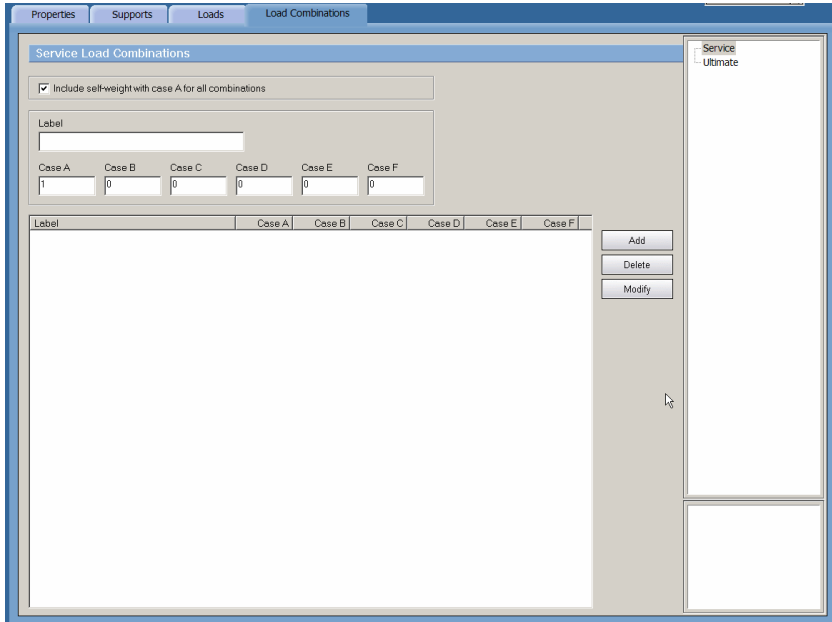 Properties Supports Loads Load Combinations
Service Load Combinations
Include self-weight with case A for all combinations
Label
Case A Case B Case C Case D Case E Case F
1 0 0 0 0 0
Label Case A Case B Case C Case D Case E Case F
Add
Delete
Modify
Service
Ultimate